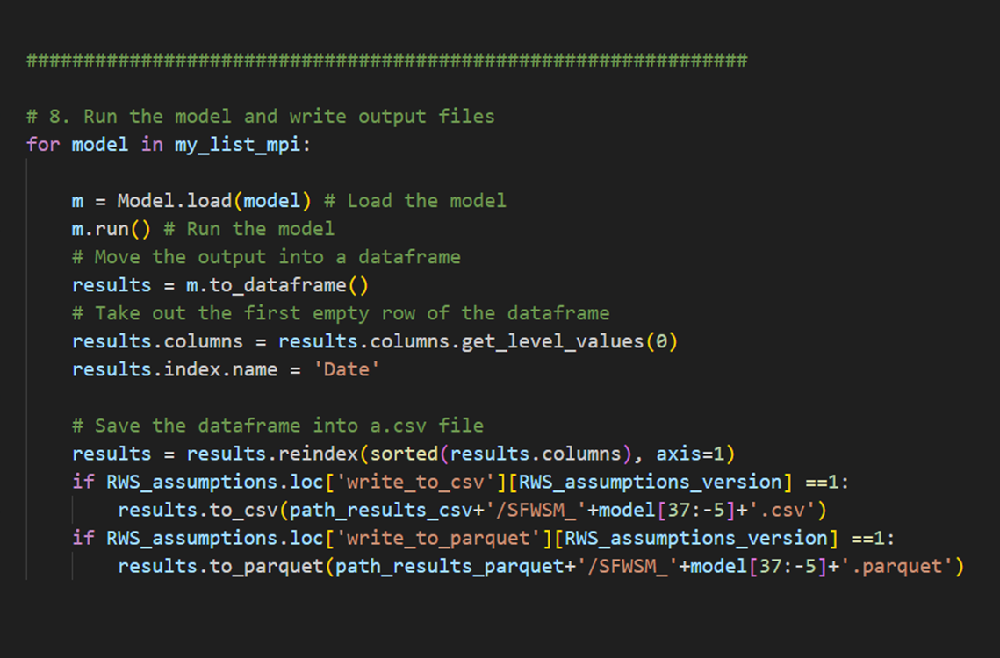 ###############################################################
# 8. Run the model and write output files
for model in my_list_mpi:
m = Model.load(model) # Load the model
m.run() # Run the model
# Move the output into a dataframe
results = m.to_dataframe()
# Take out the first empty row of the dataframe
results.columns = results.columns.get_level_values(0)
results.index.name = 'Date'
# Save the dataframe into a.csv file
results = results.reindex(sorted(results.columns), axis=1)
if RWS_assumptions.loc['write_to_csv'][RWS_assumptions_version] ==1:
results.to_csv(path_results_csv+'/SFWSM_'+model[37:-5]+'.csv')
if RWS_assumptions.loc['write_to_parquet'][RWS_assumptions_version] ==1:
results.to_parquet(path_results_parquet+'/SFWSM_'+model[37:-5]+'.parquet')